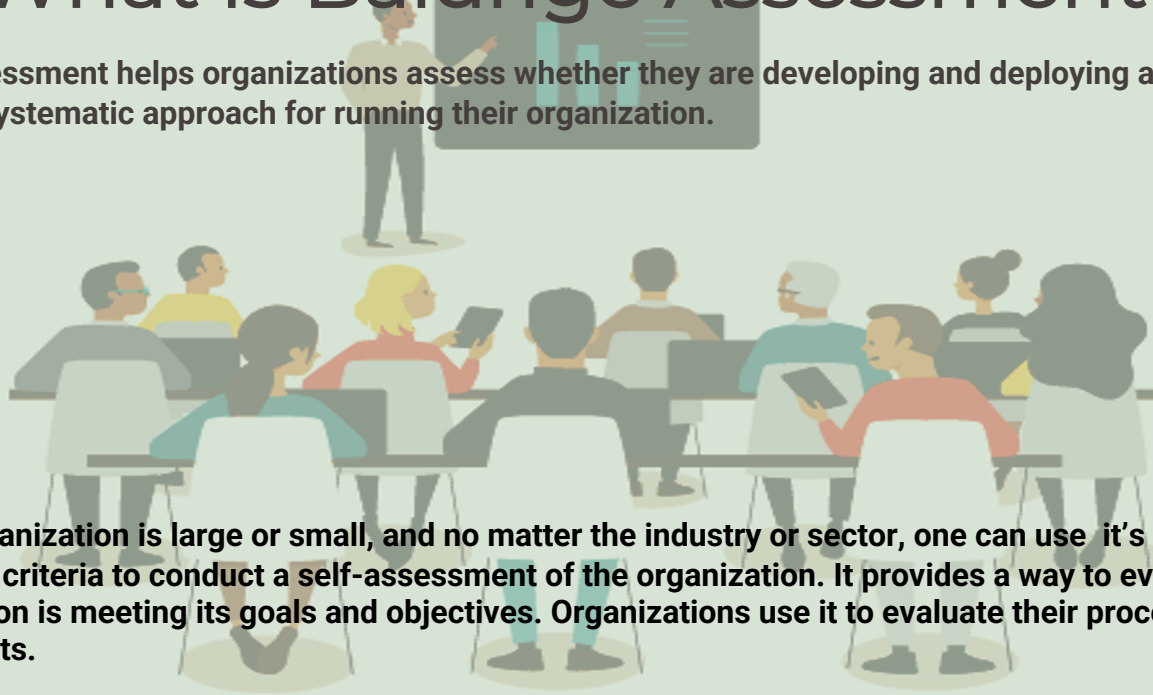 What is Baldrige Assessment
essment helps organizations assess whether they are developing and deploying a
ystematic approach for running their organization.
anization is large or small, and no matter the industry or sector, one can use it’s
criteria to conduct a self-assessment of the organization. It provides a way to ev
on is meeting its goals and objectives. Organizations use it to evaluate their proc
ts.